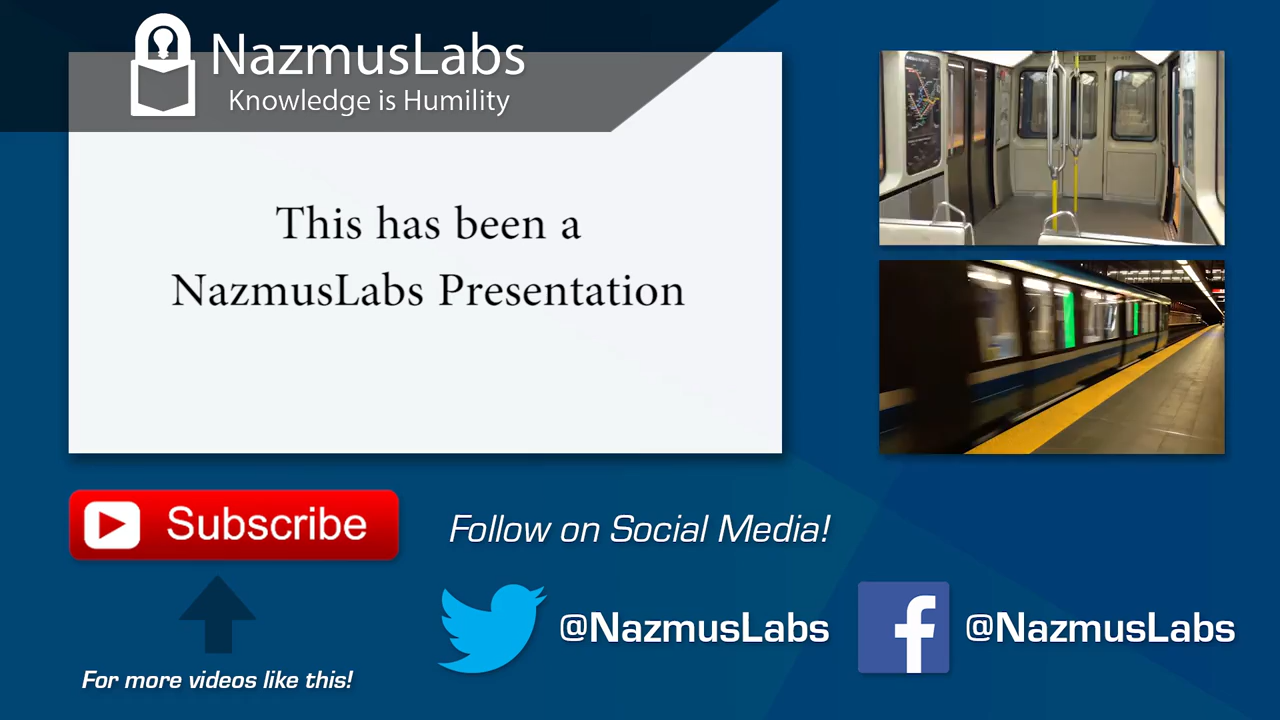 NazmusLabs
Knowledge is Humility
This has been a
NazmusLabs Presentation
Subscribe
For more videos like this!
Follow on Social Media!
@NazmusLabs
@NazmusLabs